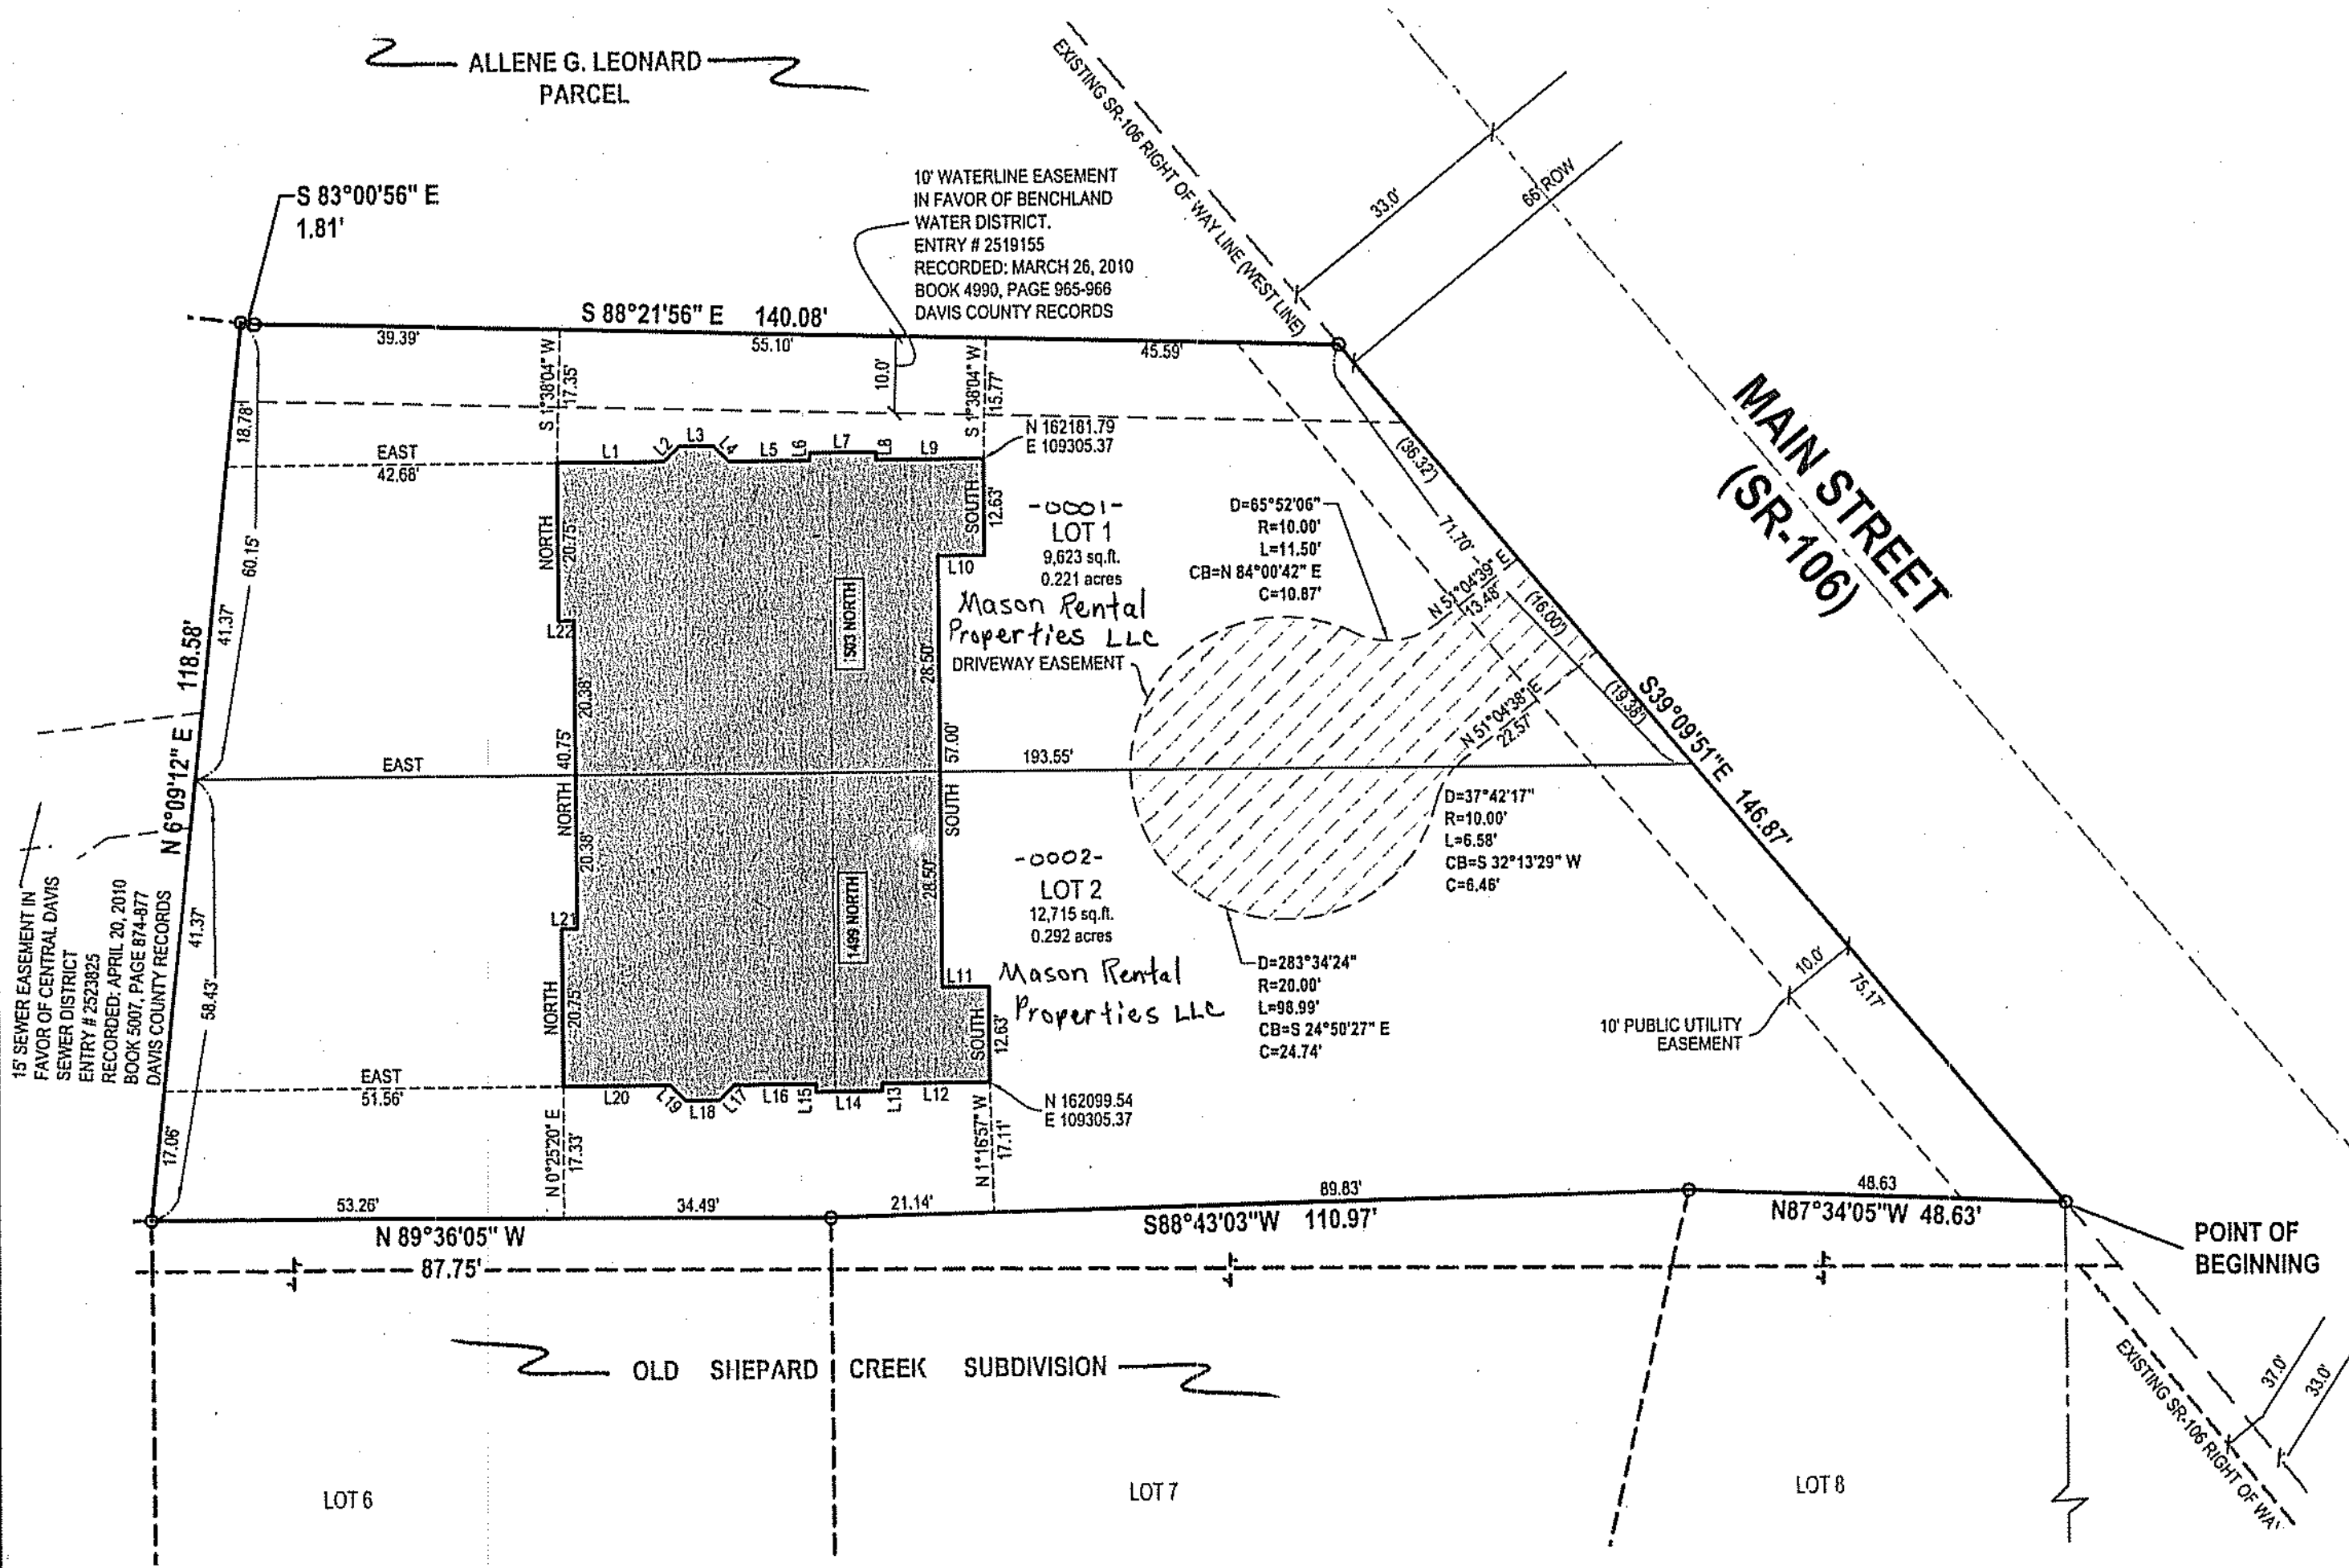 ALLENE G. LEONARD
PARCEL
S 83°00'56" E
1.81'
10' WATERLINE EASEMENT
IN FAVOR OF BENCHLAND
WATER DISTRICT.
ENTRY # 2519155
RECORDED: MARCH 26, 2010
BOOK 4990, PAGE 965-966
DAVIS COUNTY RECORDS
EXISTING SR-106 RIGHT OF WAY LINE (WEST LINE)
33.0'
66' ROW
MAIN STREET
(SR-106)
S 88°21'56" E 140.08'
39.39'
55.10'
45.59'
S 1°38'04" W
17.35'
10.0'
S 1°38'04" W
15.77'
18.78'
EAST
42.68'
L1
L2
L3
L4
L5
L6
L7
L8
L9
N 162181.79
E 109305.37
NORTH
20.75'
SOUTH
12.63'
L10
L22
-0001-
LOT 1
9,623 sq.ft.
0.221 acres
Mason Rental
Properties LLC
DRIVEWAY EASEMENT
D=65°52'06"
R=10.00'
L=11.50'
CB=N 84°00'42" E
C=10.87'
(36.32')
71.70'
N 51°04'39" E
13.48'
(16.00')
(19.38')
N 51°04'38" E
22.57'
S39°09'51"E 146.87'
60.15'
41.37'
N 6°09'12" E 118.58'
1503 NORTH
20.38'
28.50'
EAST
40.75'
NORTH
57.00'
SOUTH
193.55'
20.38'
28.50'
1499 NORTH
D=37°42'17"
R=10.00'
L=6.58'
CB=S 32°13'29" W
C=6.46'
-0002-
LOT 2
12,715 sq.ft.
0.292 acres
Mason Rental
Properties LLC
D=283°34'24"
R=20.00'
L=98.99'
CB=S 24°50'27" E
C=24.74'
10.0'
75.17'
10' PUBLIC UTILITY
EASEMENT
15' SEWER EASEMENT IN
FAVOR OF CENTRAL DAVIS
SEWER DISTRICT
ENTRY # 2523825
RECORDED: APRIL 20, 2010
BOOK 5007, PAGE 874-877
DAVIS COUNTY RECORDS
41.37'
58.43'
L21
L11
NORTH
20.75'
SOUTH
12.63'
EAST
51.56'
L20
L19
L18
L17
L16
L15
L14
L13
L12
N 162099.54
E 109305.37
17.06'
N 0°25'20" E
17.33'
N 1°16'57" W
17.11'
53.26'
34.49'
21.14'
89.83'
48.63
N 89°36'05" W
87.75'
S88°43'03"W 110.97'
N87°34'05"W 48.63'
POINT OF
BEGINNING
OLD SHEPARD CREEK SUBDIVISION
37.0'
33.0'
EXISTING SR-106 RIGHT OF WA
LOT 6
LOT 7
LOT 8